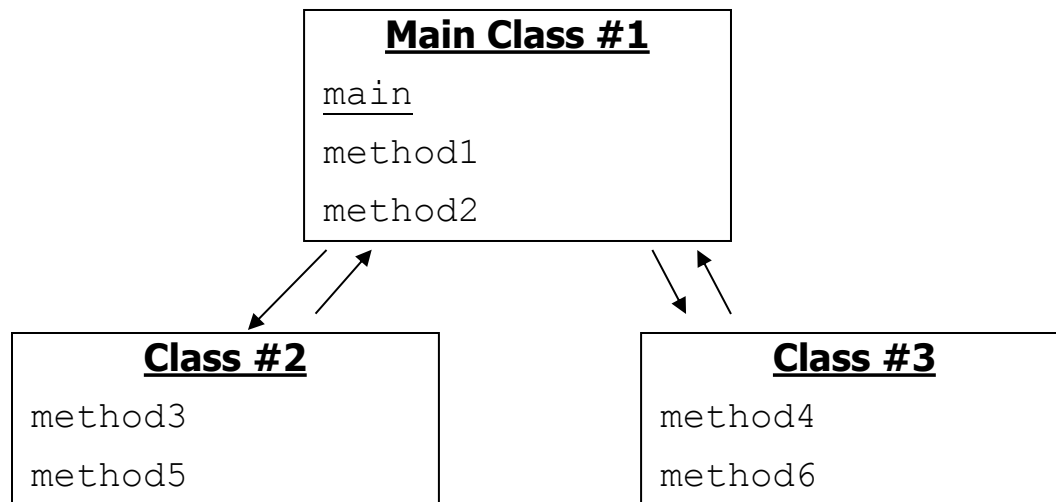 Main Class #1
main
method1
method2
Class #2
method3
method5
Class #3
method4
method6